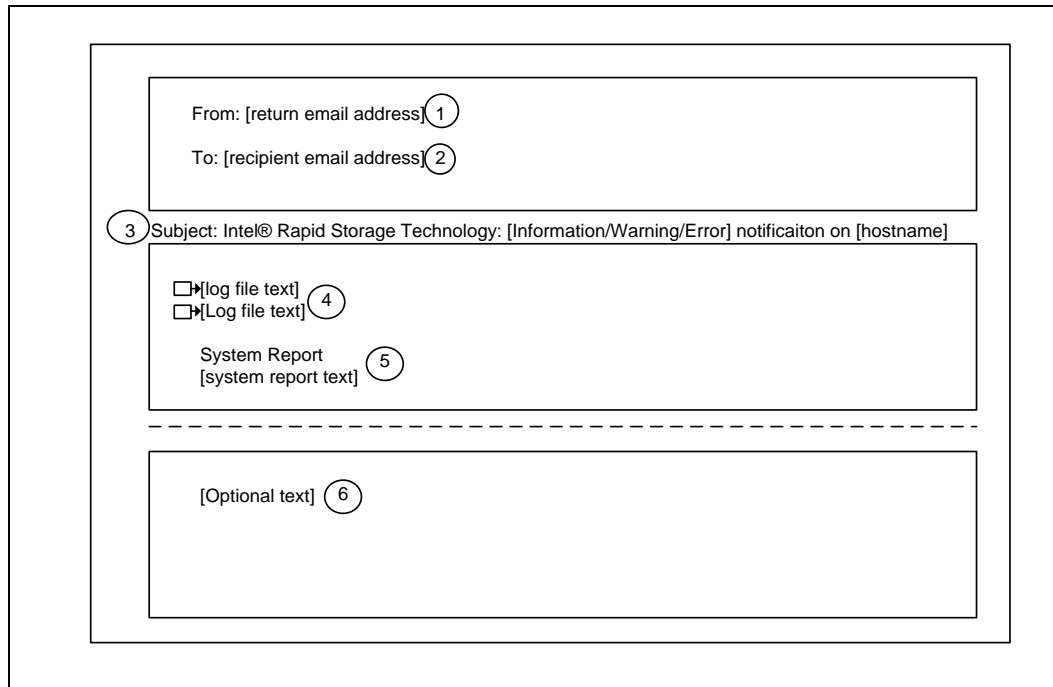 From: [return email address] 1
To: [recipient email address] 2
3 Subject: Intel® Rapid Storage Technology: [Information/Warning/Error] notificaiton on [hostname]
[log file text]
[Log file text] 4
System Report 5
[system report text]
[Optional text] 6